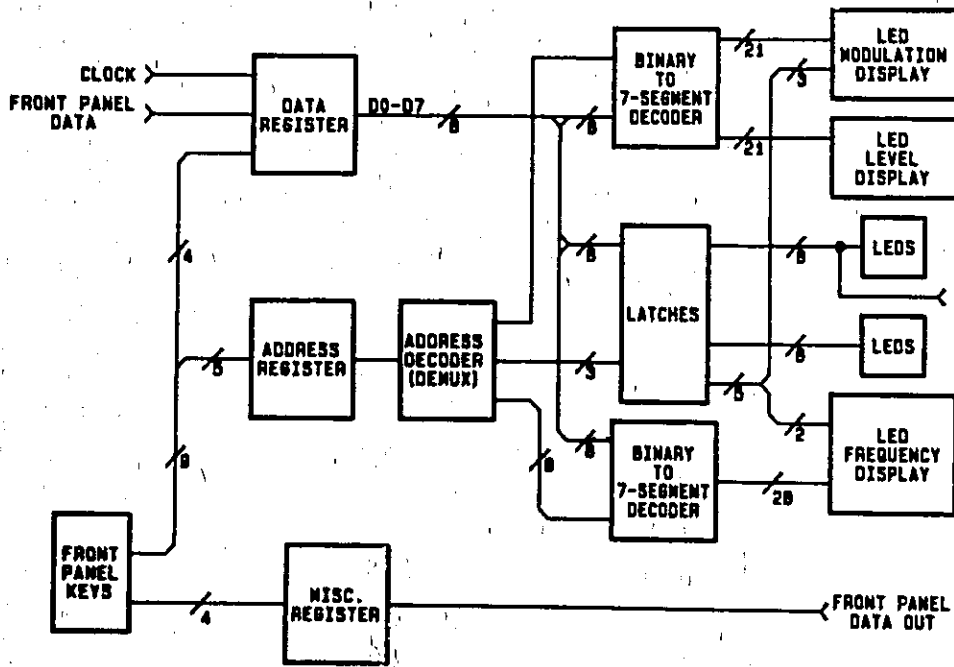 CLOCK
FRONT PANEL
DATA
DATA
REGISTER
D0-D7
8
8
BINARY
TO
7-SEGMENT
DECODER
21
21
3
LED
MODULATION
DISPLAY
LED
LEVEL
DISPLAY
4
8
LATCHES
8
LEDS
5
ADDRESS
REGISTER
ADDRESS
DECODER
(DEMUX)
3
8
LEDS
5
9
8
8
BINARY
TO
7-SEGMENT
DECODER
2
28
LED
FREQUENCY
DISPLAY
FRONT
PANEL
KEYS
4
MISC.
REGISTER
FRONT PANEL
DATA OUT